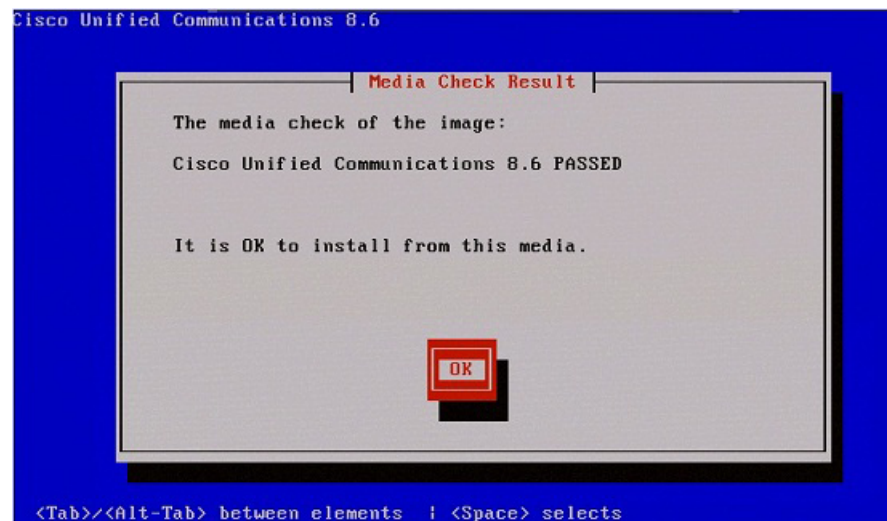 Cisco Unified Communications 8.6
Media Check Result
The media check of the image:
Cisco Unified Communications 8.6 PASSED
It is OK to install from this media.
OK
<Tab>/<Alt-Tab> between elements | <Space> selects